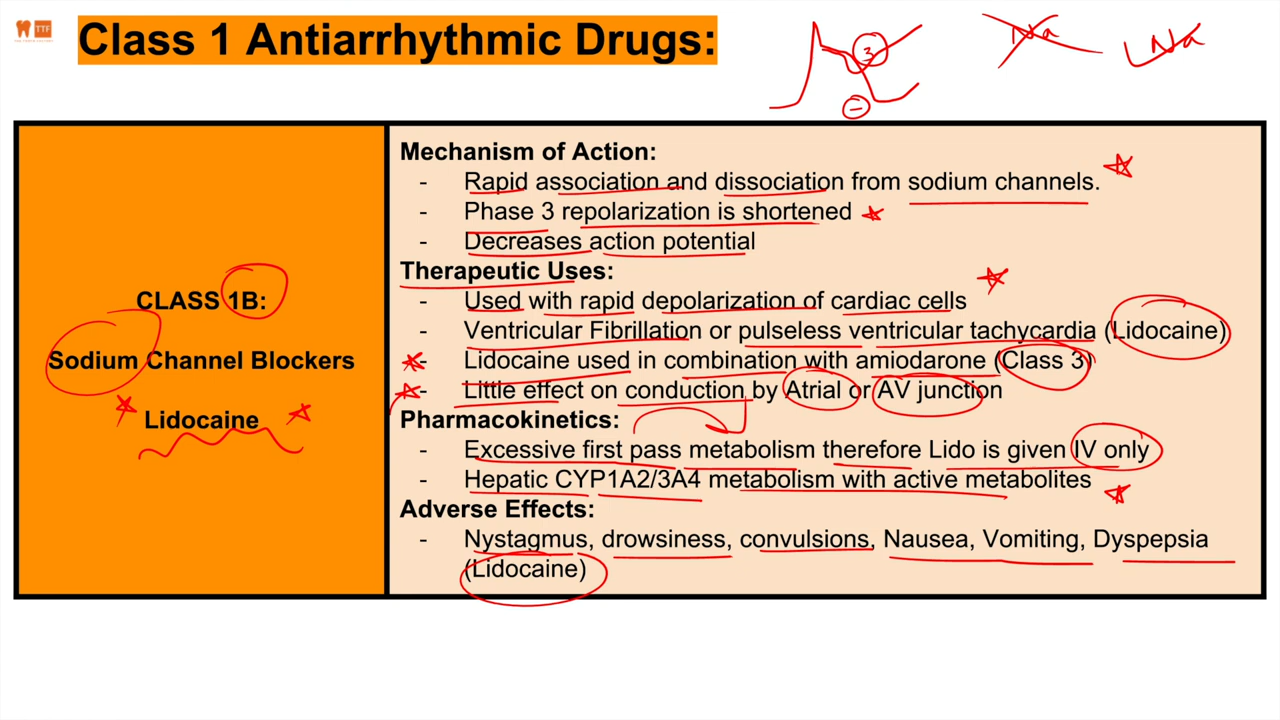 TTF
Class 1 Antiarrhythmic Drugs:
3
Na
Na
CLASS 1B:
Sodium Channel Blockers
Lidocaine
Mechanism of Action:
- Rapid association and dissociation from sodium channels.
- Phase 3 repolarization is shortened
- Decreases action potential
Therapeutic Uses:
- Used with rapid depolarization of cardiac cells
- Ventricular Fibrillation or pulseless ventricular tachycardia (Lidocaine)
- Lidocaine used in combination with amiodarone (Class 3)
- Little effect on conduction by Atrial or AV junction
Pharmacokinetics:
- Excessive first pass metabolism therefore Lido is given IV only
- Hepatic CYP1A2/3A4 metabolism with active metabolites
Adverse Effects:
- Nystagmus, drowsiness, convulsions, Nausea, Vomiting, Dyspepsia
(Lidocaine)